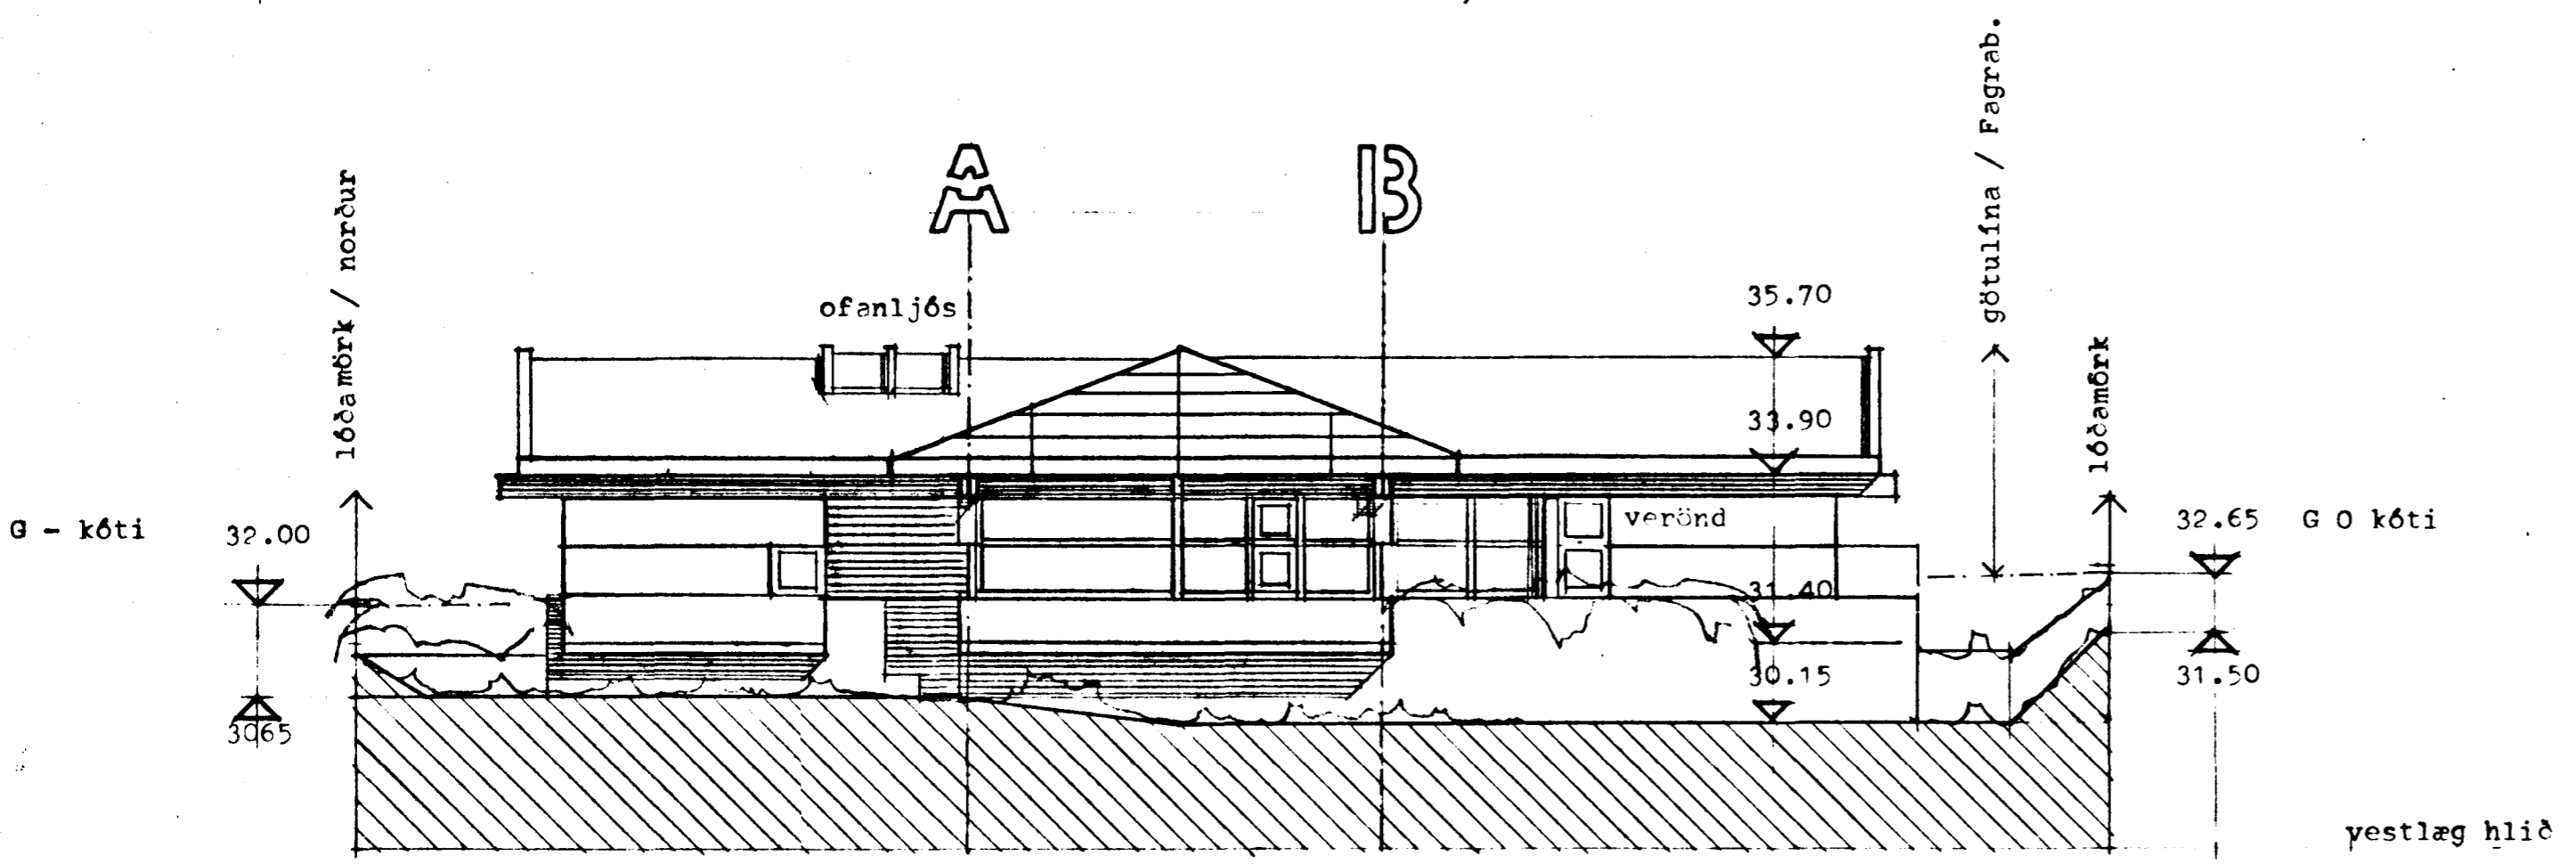 götulína / Fagrab.
lóðamörk / norður
A
B
ofanljós
35.70
33.90
lóðamörk
G - kóti
32.00
verönd
32.65 G O kóti
31.40
30.15
31.50
3065
vestlæg hlið